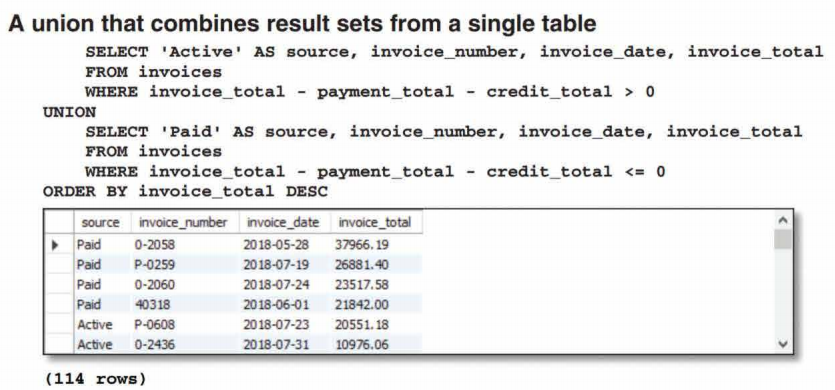 A union that combines result sets from a single table
SELECT 'Active' AS source, invoice_number, invoice_date, invoice_total
FROM invoices
WHERE invoice_total - payment_total - credit_total > 0
UNION
SELECT 'Paid' AS source, invoice_number, invoice_date, invoice_total
FROM invoices
WHERE invoice_total - payment_total - credit_total <= 0
ORDER BY invoice_total DESC
source invoice_number invoice_date invoice_total
Paid 0-2058 2018-05-28 37966.19
Paid P-0259 2018-07-19 26881.40
Paid 0-2060 2018-07-24 23517.58
Paid 40318 2018-06-01 21842.00
Active P-0608 2018-07-23 20551.18
Active 0-2436 2018-07-31 10976.06
(114 rows)